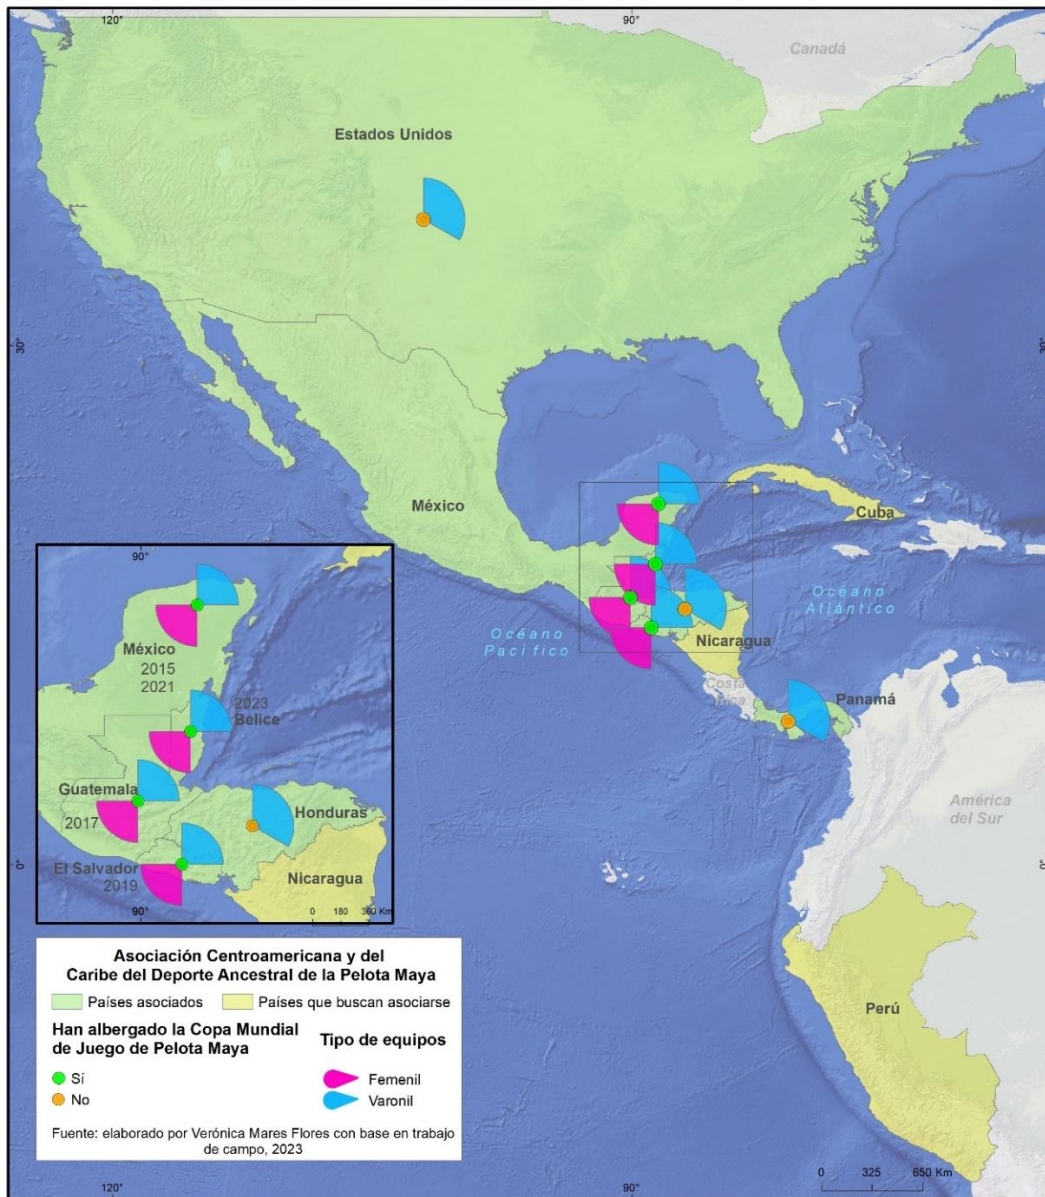 120°
90°
Canadá
Estados Unidos
30°
30°
México
Cuba
Océano
Atlántico
Océano
Pacífico
Nicaragua
Costa
Rica
Panamá
América
del Sur
0°
0°
Perú
90°
México
2015
2021
2023
Belice
Guatemala
2017
Honduras
El Salvador
2019
Nicaragua
90°
0 180 360 Km
Asociación Centroamericana y del
Caribe del Deporte Ancestral de la Pelota Maya
Países asociados Países que buscan asociarse
Han albergado la Copa Mundial
de Juego de Pelota Maya
Sí
No
Tipo de equipos
Femenil
Varonil
Fuente: elaborado por Verónica Mares Flores con base en trabajo
de campo, 2023
0 325 650 Km
120°
90°